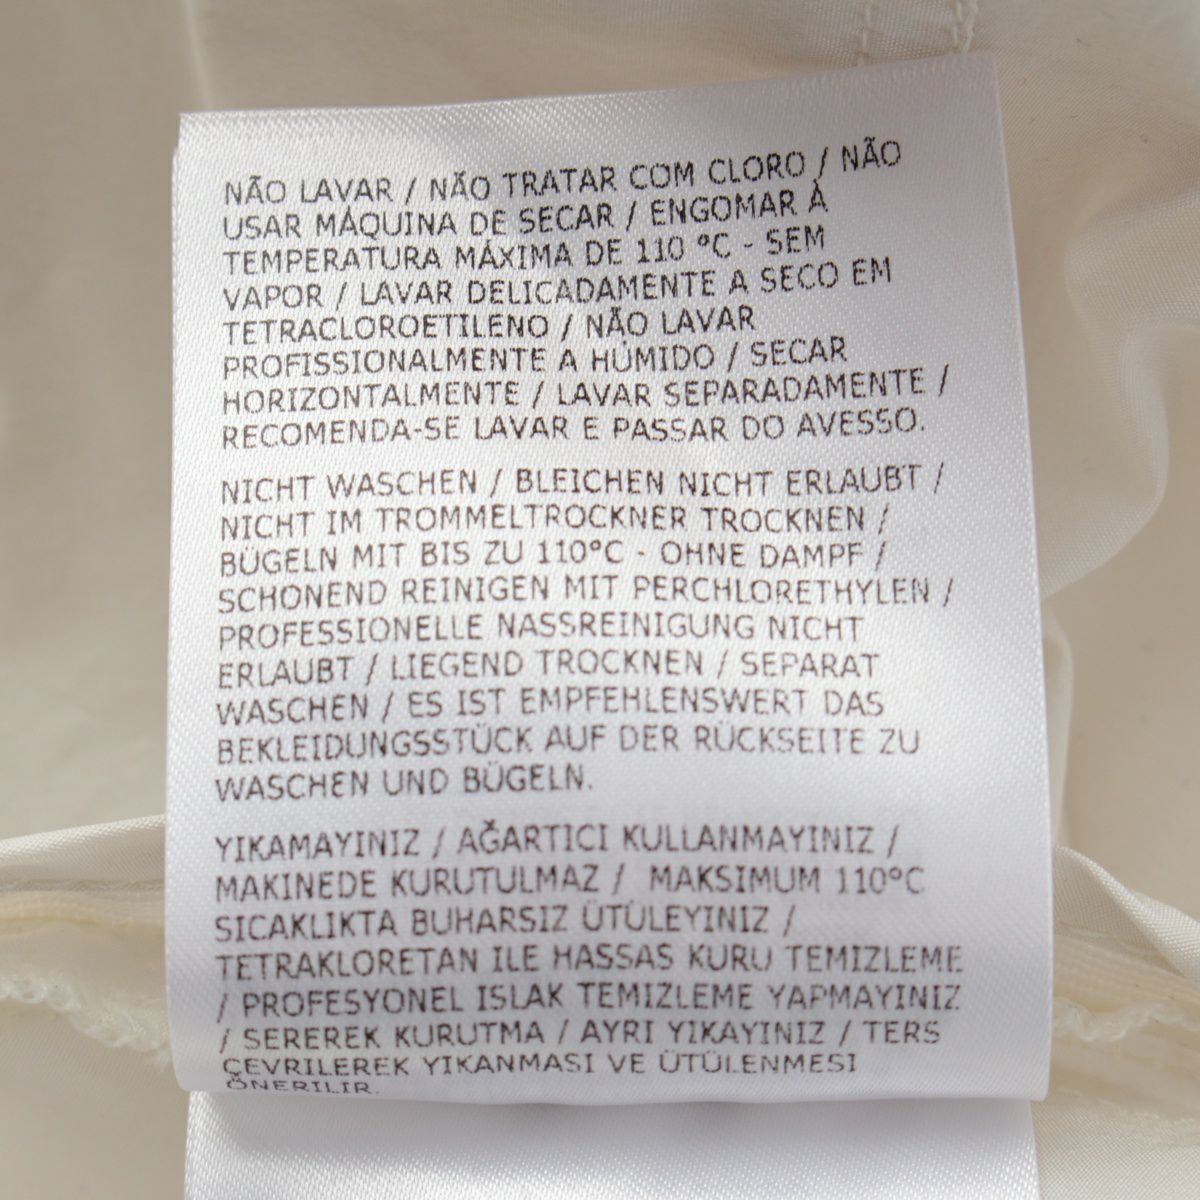 NÃO LAVAR / NÃO TRATAR COM CLORO / NÃO
USAR MÁQUINA DE SECAR / ENGOMAR À
TEMPERATURA MÁXIMA DE 110 °C - SEM
VAPOR / LAVAR DELICADAMENTE A SECO EM
TETRACLOROETILENO / NÃO LAVAR
PROFISSIONALMENTE A HÚMIDO / SECAR
HORIZONTALMENTE / LAVAR SEPARADAMENTE /
RECOMENDA-SE LAVAR E PASSAR DO AVESSO.
NICHT WASCHEN / BLEICHEN NICHT ERLAUBT /
NICHT IM TROMMELTROCKNER TROCKNEN /
BÜGELN MIT BIS ZU 110°C - OHNE DAMPF /
SCHONEND REINIGEN MIT PERCHLORETHYLEN /
PROFESSIONELLE NASSREINIGUNG NICHT
ERLAUBT / LIEGEND TROCKNEN / SEPARAT
WASCHEN / ES IST EMPFEHLENSWERT DAS
BEKLEIDUNGSSTÜCK AUF DER RÜCKSEITE ZU
WASCHEN UND BÜGELN.
YIKAMAYINIZ / AĞARTICI KULLANMAYINIZ /
MAKINEDE KURUTULMAZ / MAKSIMUM 110°C
SICAKLIKTA BUHARSIZ ÜTÜLEYINIZ /
TETRAKLORETAN ILE HASSAS KURU TEMIZLEME
/ PROFESYONEL ISLAK TEMIZLEME YAPMAYINIZ
/ SEREREK KURUTMA / AYRI YIKAYINIZ / TERS
ÇEVRILEREK YIKANMASI VE ÜTÜLENMESI
ÖNERILIR.